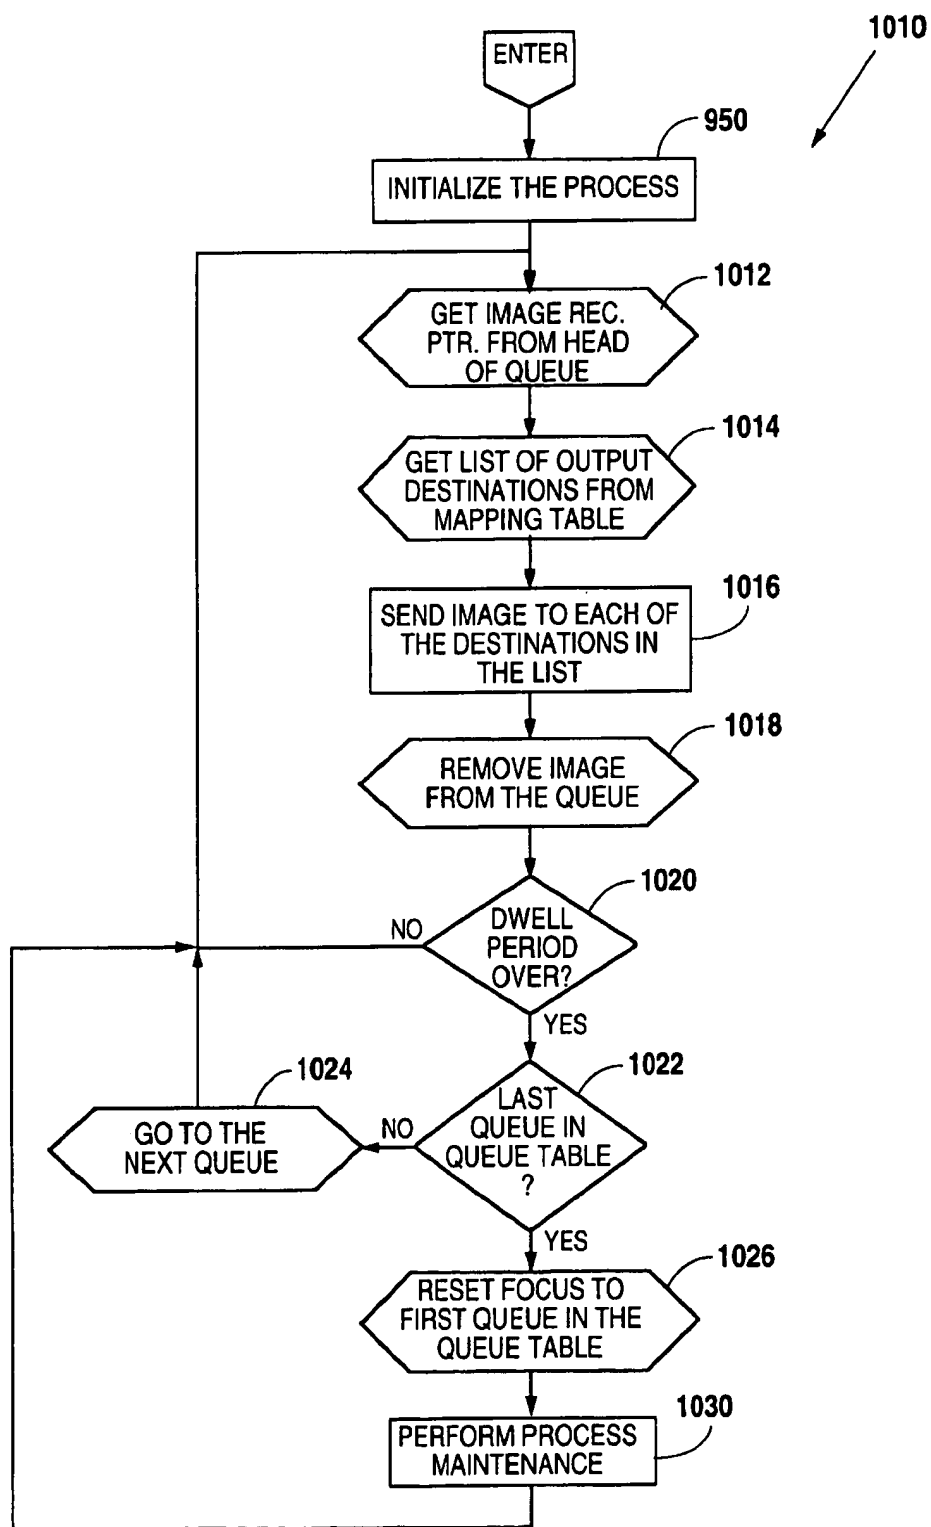 1010
ENTER
950
INITIALIZE THE PROCESS
1012
GET IMAGE REC.
PTR. FROM HEAD
OF QUEUE
1014
GET LIST OF OUTPUT
DESTINATIONS FROM
MAPPING TABLE
1016
SEND IMAGE TO EACH OF
THE DESTINATIONS IN
THE LIST
1018
REMOVE IMAGE
FROM THE QUEUE
1020
NO
DWELL
PERIOD
OVER?
YES
1022
1024
LAST
QUEUE IN
QUEUE TABLE
?
NO
GO TO THE
NEXT QUEUE
YES
1026
RESET FOCUS TO
FIRST QUEUE IN THE
QUEUE TABLE
1030
PERFORM PROCESS
MAINTENANCE